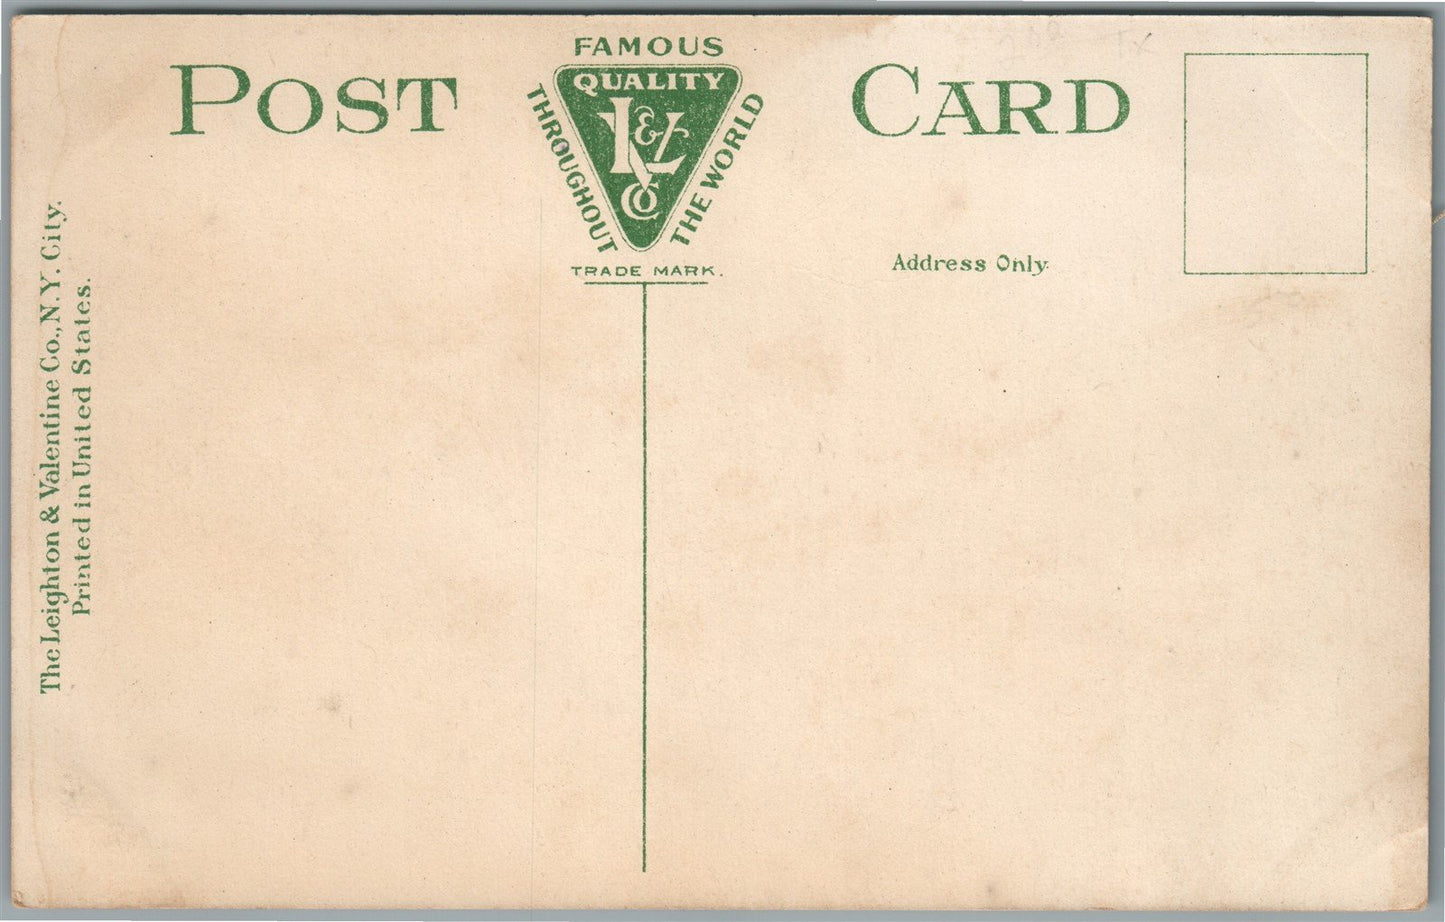 POST CARD
FAMOUS
QUALITY
THROUGHOUT
THE WORLD
L & V
Co
TRADE MARK.
Address Only.
The Leighton & Valentine Co., N.Y. City.
Printed in United States.